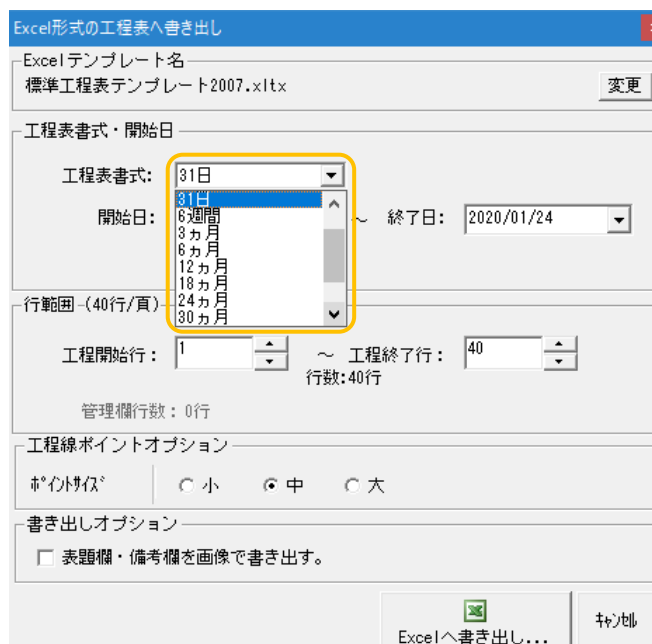 Excel形式の工程表へ書き出し
Excelテンプレート名
標準工程表テンプレート2007.xltx
変更
工程表書式・開始日
工程表書式: 31日
31日
6週間
3ヵ月
6ヵ月
12ヵ月
18ヵ月
24ヵ月
30ヵ月
開始日: ～ 終了日: 2020/01/24
行範囲-(40行/頁)
工程開始行: 1 ～ 工程終了行: 40
行数:40行
管理欄行数: 0行
工程線ポイントオプション
ﾎﾟｲﾝﾄｻｲｽﾞ 小 中 大
書き出しオプション
表題欄・備考欄を画像で書き出す。
Excelへ書き出し...
ｷｬﾝｾﾙ